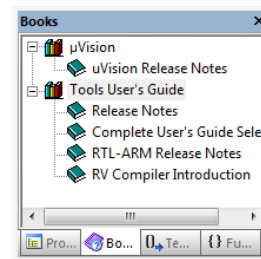 Books
µVision
uVision Release Notes
Tools User's Guide
Release Notes
Complete User's Guide Sele
RTL-ARM Release Notes
RV Compiler Introduction
Pro... Bo... Te... {} Fu...